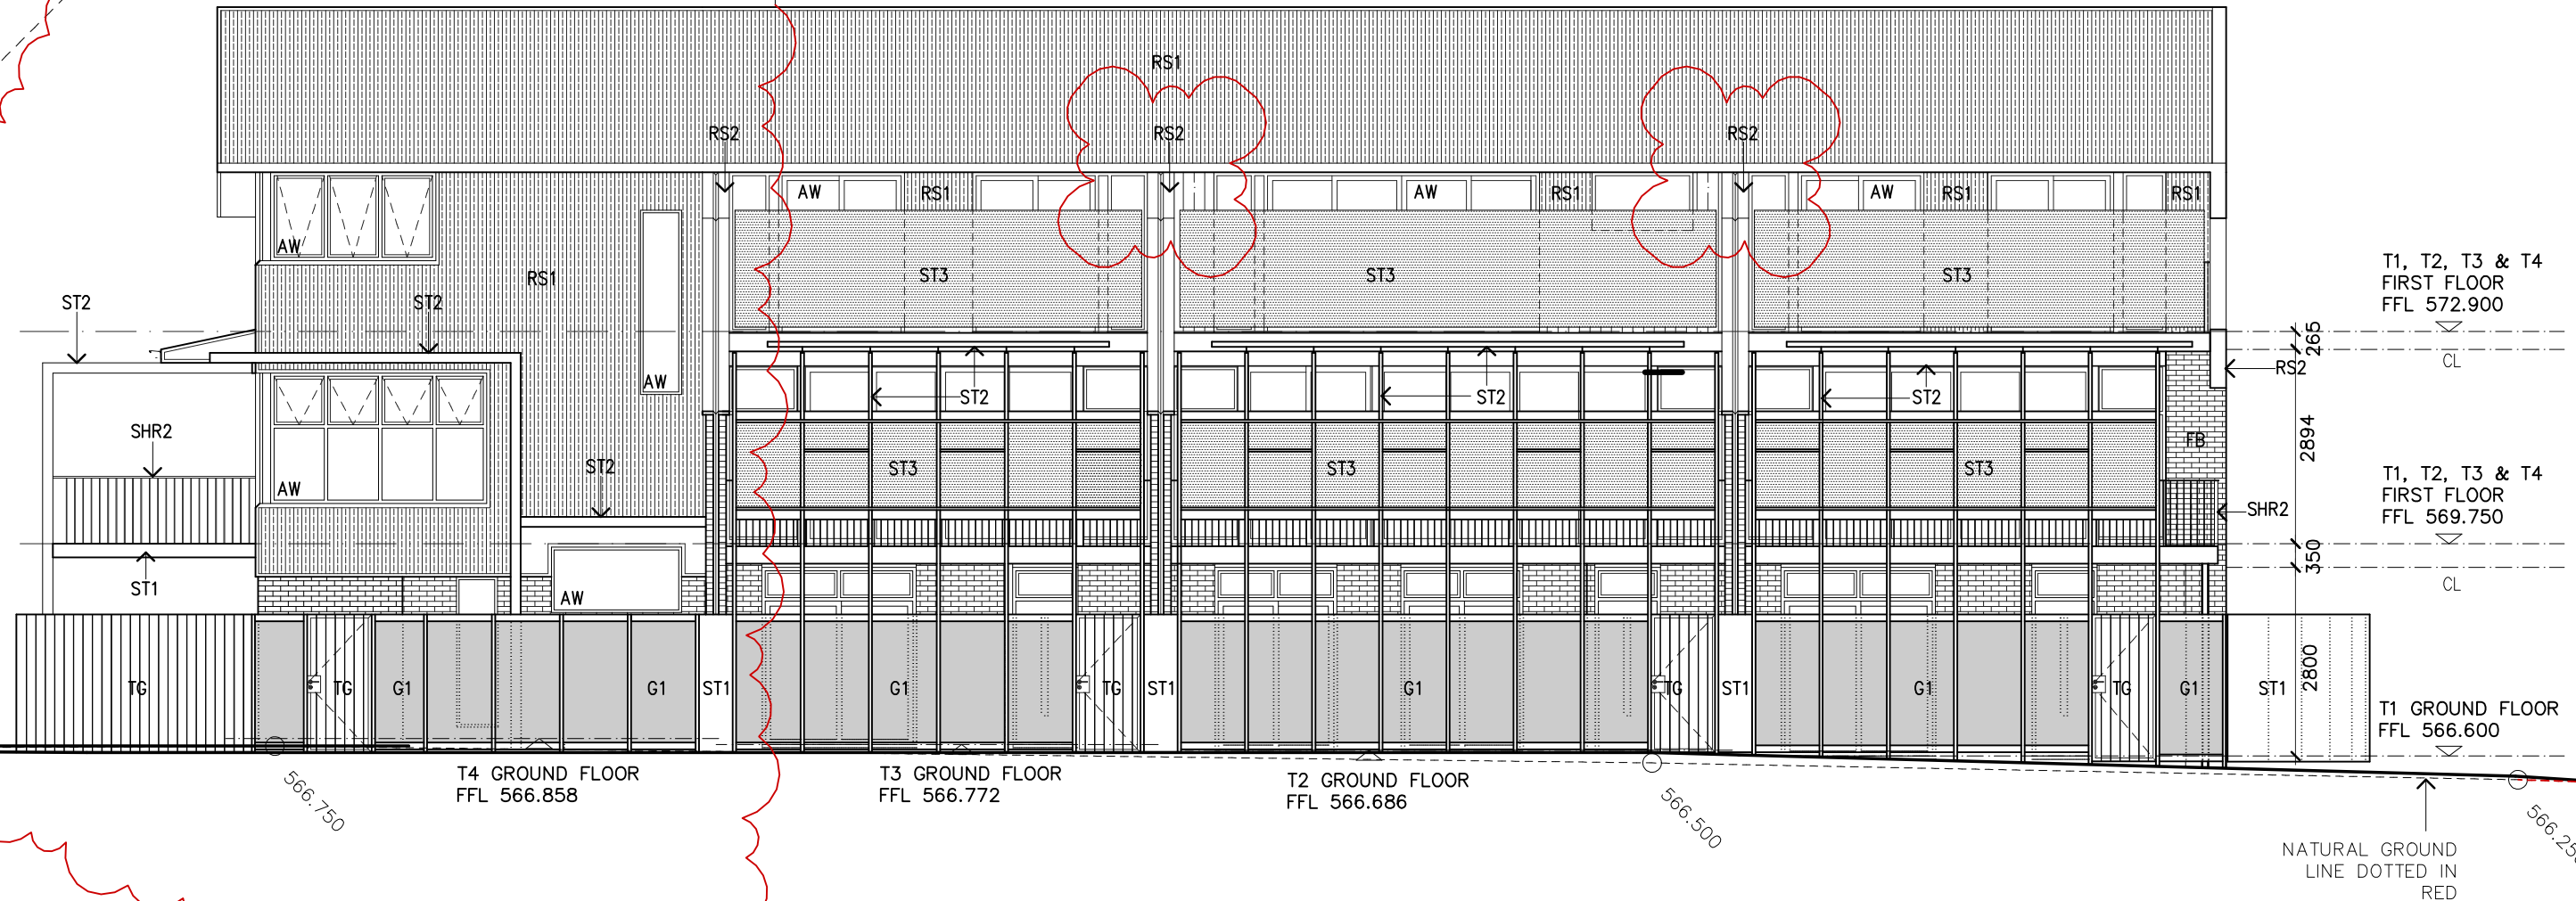 RS1
RS2
RS2
RS2
AW
AW
RS1
AW
RS1
AW
RS1
RS1
AW
RS1
ST3
ST3
ST3
T1, T2, T3 & T4
FIRST FLOOR
FFL 572.900
ST2
ST2
265
CL
RS2
AW
ST2
ST2
ST2
SHR2
FB
2894
ST2
ST3
ST3
ST3
T1, T2, T3 & T4
FIRST FLOOR
FFL 569.750
AW
SHR2
350
CL
ST1
AW
TG
TG
G1
G1
ST1
G1
TG
ST1
G1
TG
ST1
G1
TG
G1
ST1
2800
T1 GROUND FLOOR
FFL 566.600
T4 GROUND FLOOR
FFL 566.858
T3 GROUND FLOOR
FFL 566.772
T2 GROUND FLOOR
FFL 566.686
566.750
566.500
566.250
NATURAL GROUND
LINE DOTTED IN
RED